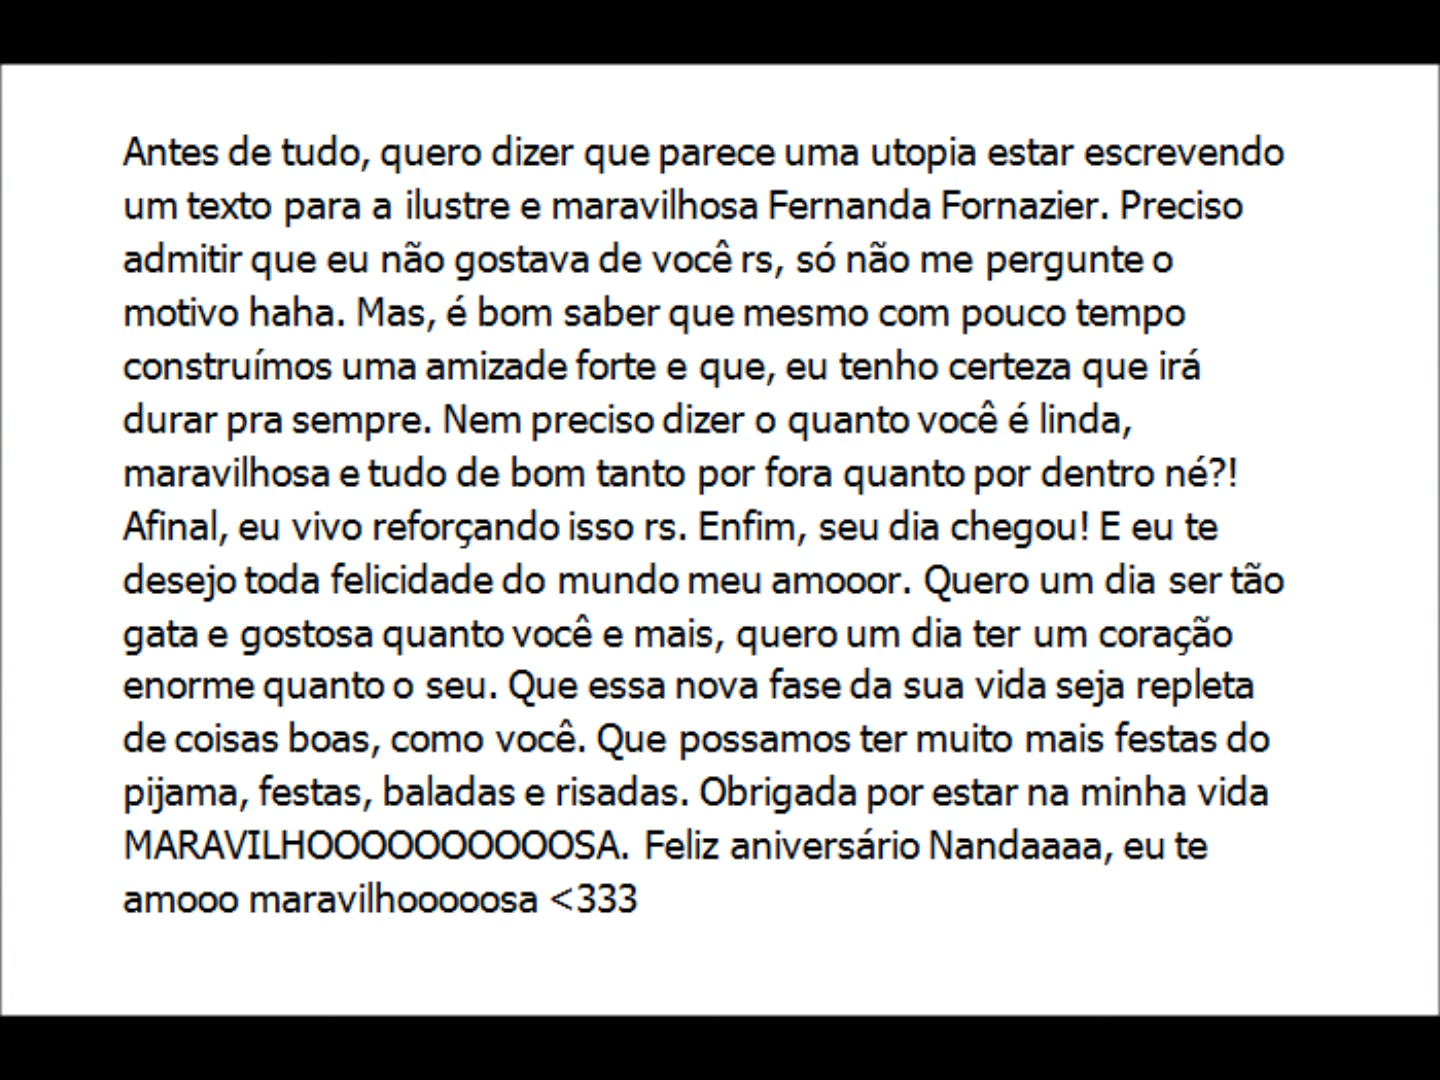 Antes de tudo, quero dizer que parece uma utopia estar escrevendo
um texto para a ilustre e maravilhosa Fernanda Fornazier. Preciso
admitir que eu não gostava de você rs, só não me pergunte o
motivo haha. Mas, é bom saber que mesmo com pouco tempo
construímos uma amizade forte e que, eu tenho certeza que irá
durar pra sempre. Nem preciso dizer o quanto você é linda,
maravilhosa e tudo de bom tanto por fora quanto por dentro né?!
Afinal, eu vivo reforçando isso rs. Enfim, seu dia chegou! E eu te
desejo toda felicidade do mundo meu amooor. Quero um dia ser tão
gata e gostosa quanto você e mais, quero um dia ter um coração
enorme quanto o seu. Que essa nova fase da sua vida seja repleta
de coisas boas, como você. Que possamos ter muito mais festas do
pijama, festas, baladas e risadas. Obrigada por estar na minha vida
MARAVILHOOOOOOOOOOSA. Feliz aniversário Nandaaaa, eu te
amooo maravilhooooosa <333